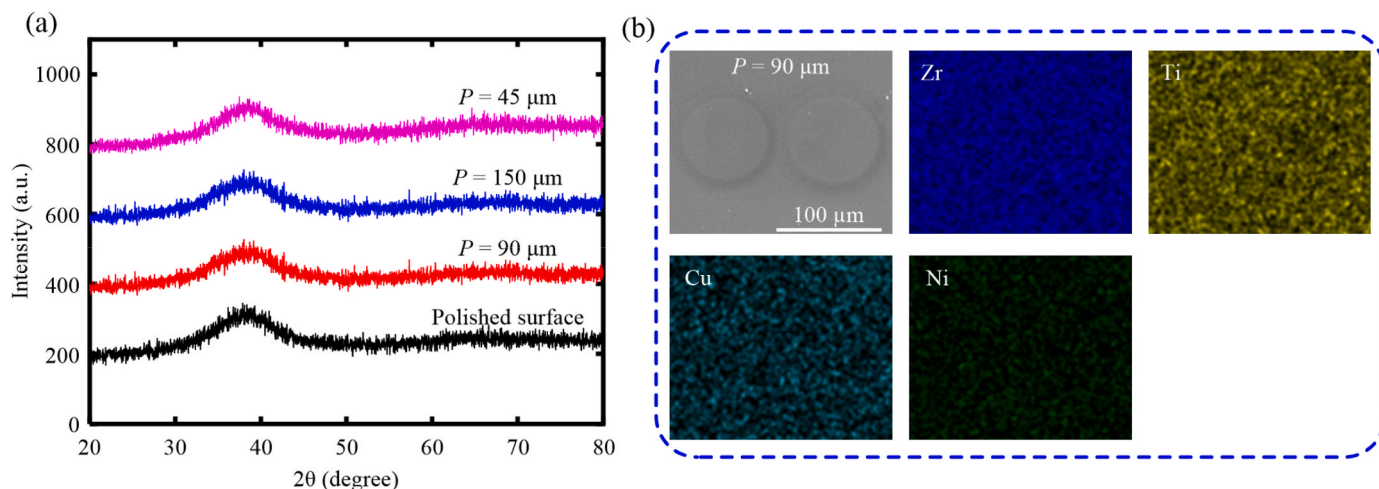 (a)
1000
800
600
400
200
0
Intensity (a.u.)
P = 45 μm
P = 150 μm
P = 90 μm
Polished surface
20 30 40 50 60 70 80
2θ (degree)
(b)
P = 90 μm
100 μm
Zr
Ti
Cu
Ni